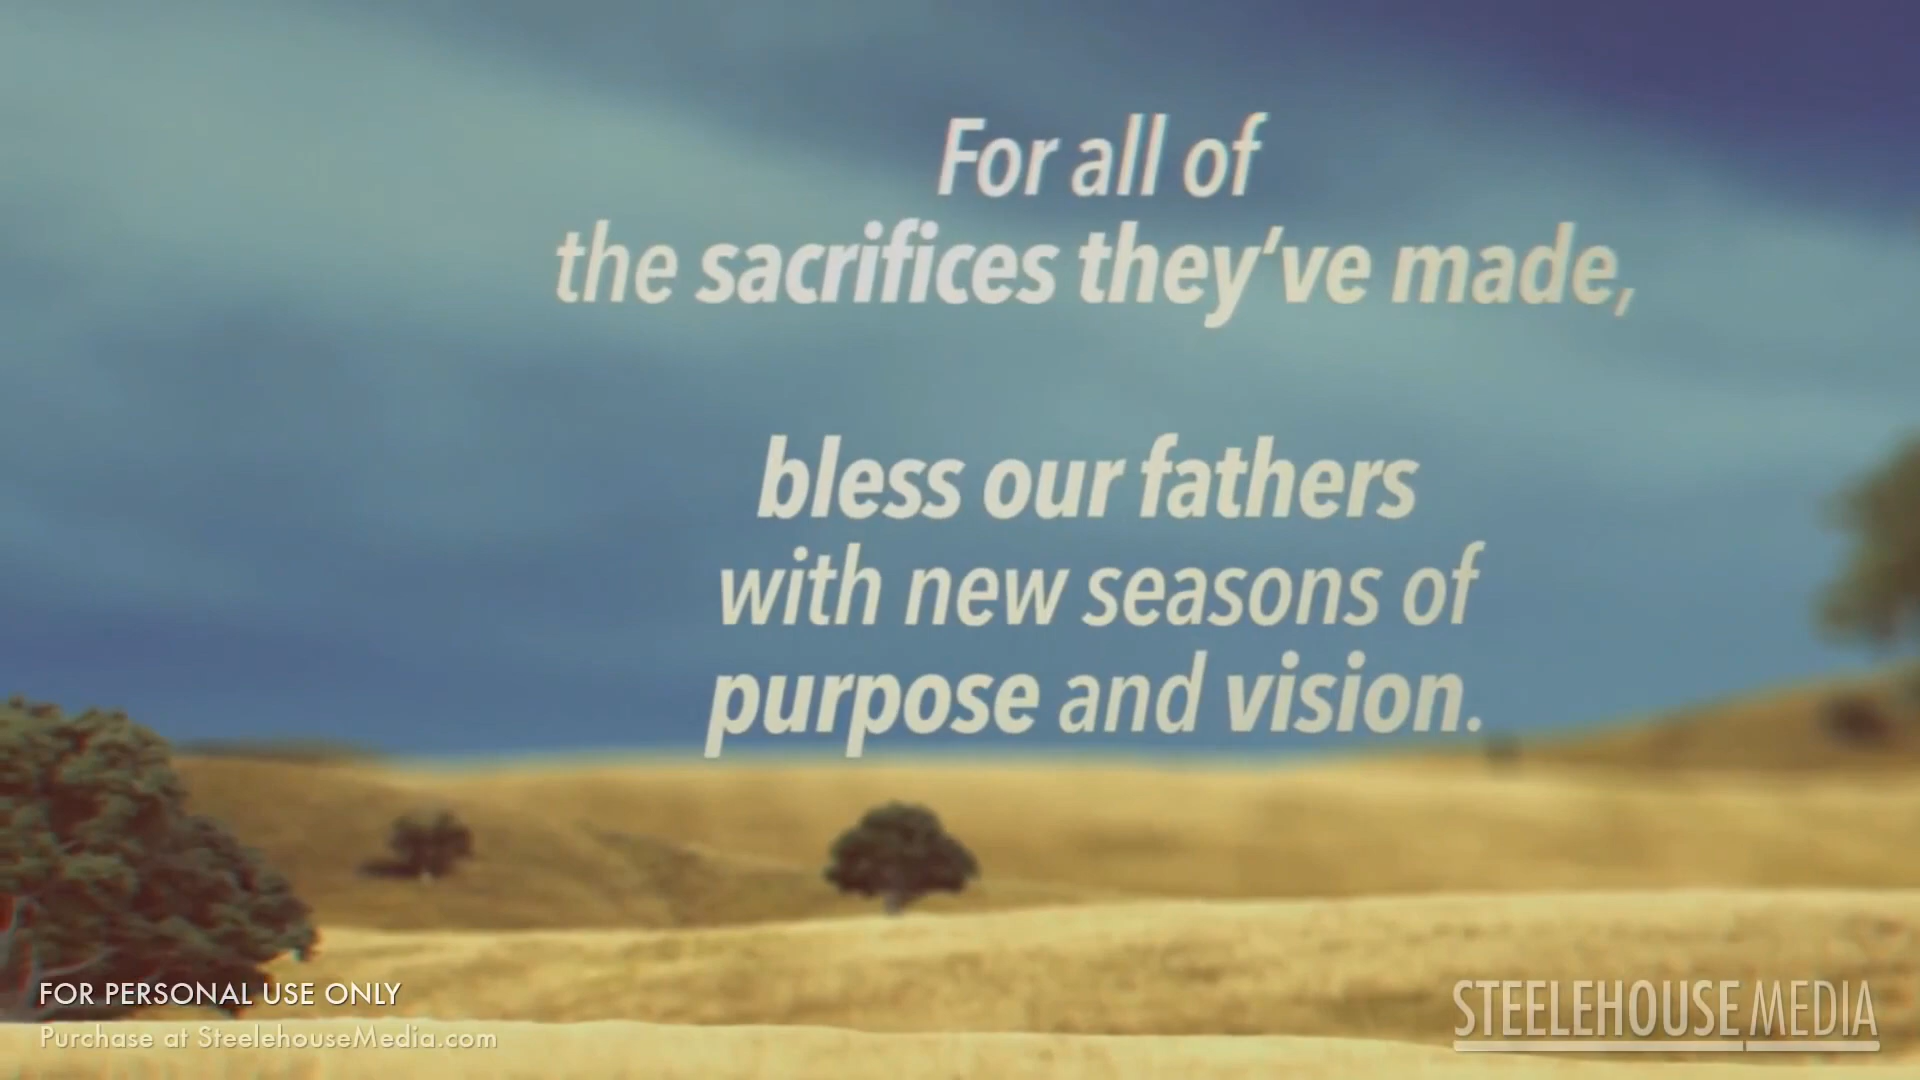 For all of
the sacrifices they've made,
bless our fathers
with new seasons of
purpose and vision.
FOR PERSONAL USE ONLY
Purchase at SteelehouseMedia.com
STEELEHOUSE MEDIA